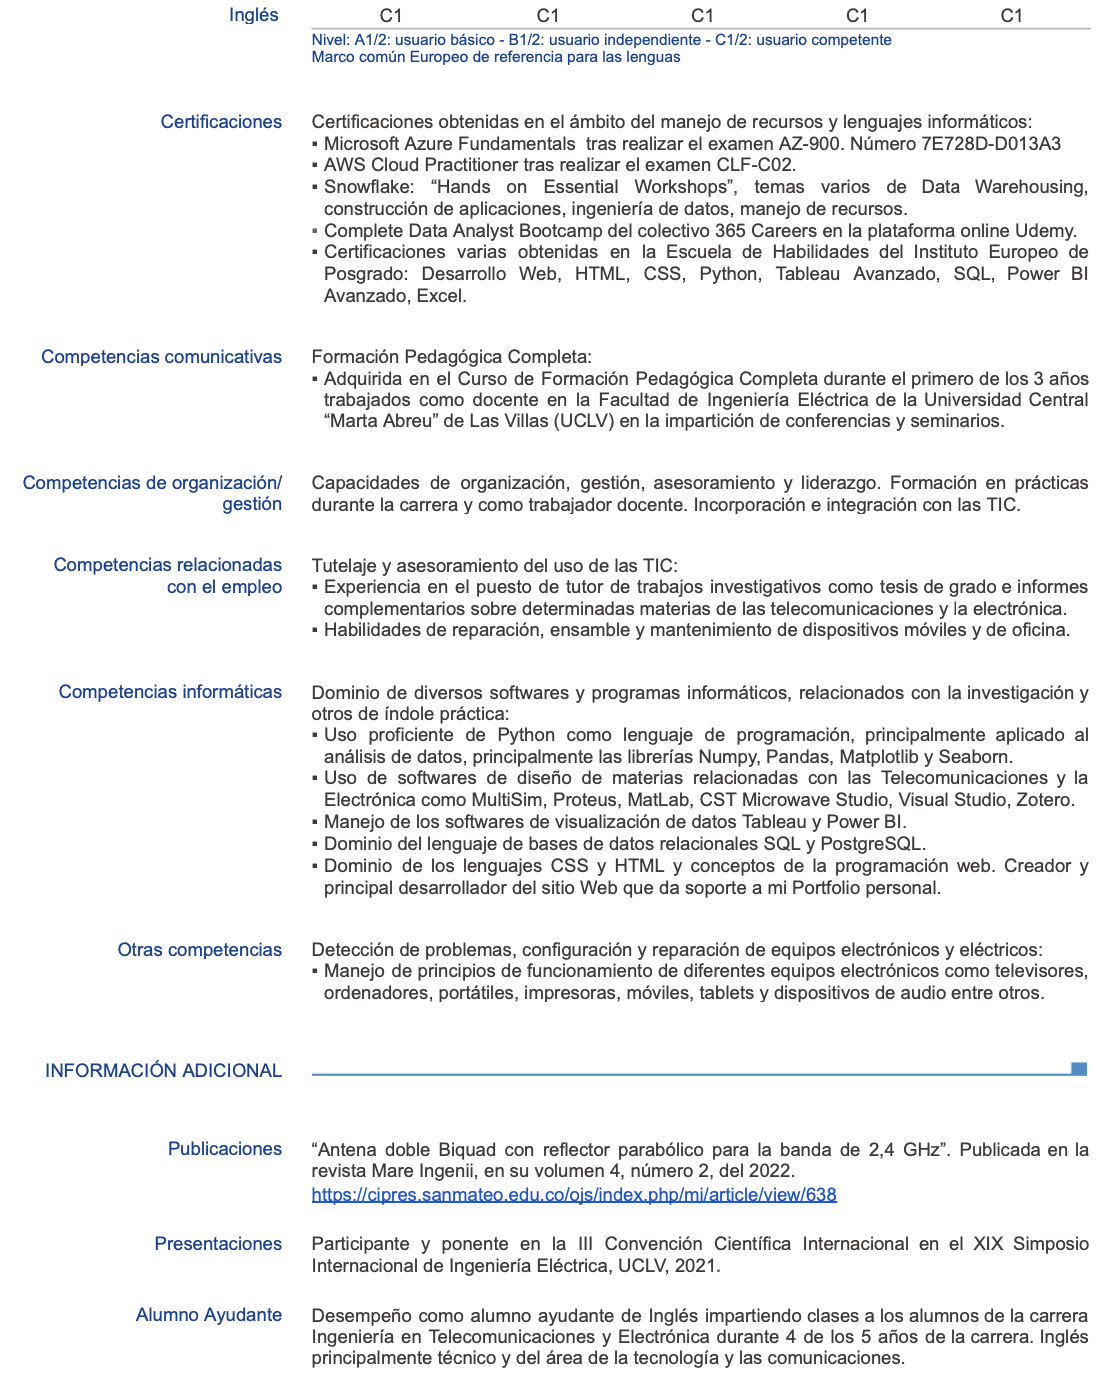 Inglés C1 C1 C1 C1 C1
Nivel: A1/2: usuario básico - B1/2: usuario independiente - C1/2: usuario competente
Marco común Europeo de referencia para las lenguas
Certificaciones
Certificaciones obtenidas en el ámbito del manejo de recursos y lenguajes informáticos:
▪ Microsoft Azure Fundamentals  tras realizar el examen AZ-900. Número 7E728D-D013A3
▪ AWS Cloud Practitioner tras realizar el examen CLF-C02.
▪ Snowflake: “Hands on Essential Workshops”, temas varios de Data Warehousing,
construcción de aplicaciones, ingeniería de datos, manejo de recursos.
▪ Complete Data Analyst Bootcamp del colectivo 365 Careers en la plataforma online Udemy.
▪ Certificaciones varias obtenidas en la Escuela de Habilidades del Instituto Europeo de
Posgrado: Desarrollo Web, HTML, CSS, Python, Tableau Avanzado, SQL, Power BI
Avanzado, Excel.
Competencias comunicativas
Formación Pedagógica Completa:
▪ Adquirida en el Curso de Formación Pedagógica Completa durante el primero de los 3 años
trabajados como docente en la Facultad de Ingeniería Eléctrica de la Universidad Central
“Marta Abreu” de Las Villas (UCLV) en la impartición de conferencias y seminarios.
Competencias de organización/
gestión
Capacidades de organización, gestión, asesoramiento y liderazgo. Formación en prácticas
durante la carrera y como trabajador docente. Incorporación e integración con las TIC.
Competencias relacionadas
con el empleo
Tutelaje y asesoramiento del uso de las TIC:
▪ Experiencia en el puesto de tutor de trabajos investigativos como tesis de grado e informes
complementarios sobre determinadas materias de las telecomunicaciones y la electrónica.
▪ Habilidades de reparación, ensamble y mantenimiento de dispositivos móviles y de oficina.
Competencias informáticas
Dominio de diversos softwares y programas informáticos, relacionados con la investigación y
otros de índole práctica:
▪ Uso proficiente de Python como lenguaje de programación, principalmente aplicado al
análisis de datos, principalmente las librerías Numpy, Pandas, Matplotlib y Seaborn.
▪ Uso de softwares de diseño de materias relacionadas con las Telecomunicaciones y la
Electrónica como MultiSim, Proteus, MatLab, CST Microwave Studio, Visual Studio, Zotero.
▪ Manejo de los softwares de visualización de datos Tableau y Power BI.
▪ Dominio del lenguaje de bases de datos relacionales SQL y PostgreSQL.
▪ Dominio de los lenguajes CSS y HTML y conceptos de la programación web. Creador y
principal desarrollador del sitio Web que da soporte a mi Portfolio personal.
Otras competencias
Detección de problemas, configuración y reparación de equipos electrónicos y eléctricos:
▪ Manejo de principios de funcionamiento de diferentes equipos electrónicos como televisores,
ordenadores, portátiles, impresoras, móviles, tablets y dispositivos de audio entre otros.
INFORMACIÓN ADICIONAL
Publicaciones
“Antena doble Biquad con reflector parabólico para la banda de 2,4 GHz”. Publicada en la
revista Mare Ingenii, en su volumen 4, número 2, del 2022.
https://cipres.sanmateo.edu.co/ojs/index.php/mi/article/view/638
Presentaciones
Participante y ponente en la III Convención Científica Internacional en el XIX Simposio
Internacional de Ingeniería Eléctrica, UCLV, 2021.
Alumno Ayudante
Desempeño como alumno ayudante de Inglés impartiendo clases a los alumnos de la carrera
Ingeniería en Telecomunicaciones y Electrónica durante 4 de los 5 años de la carrera. Inglés
principalmente técnico y del área de la tecnología y las comunicaciones.